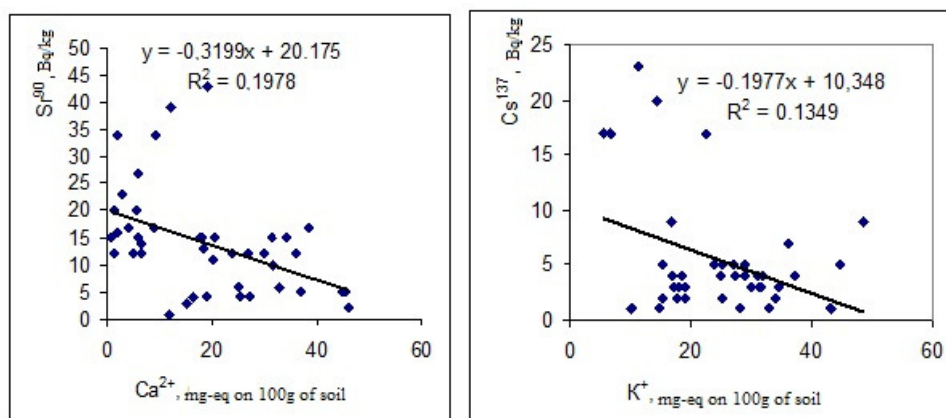 Sr⁹⁰, Bq/kg
50
45
40
35
30
25
20
15
10
5
0
y = -0,3199x + 20.175
R² = 0,1978
0 20 40 60
Ca²⁺, mg-eq on 100g of soil
Cs¹³⁷, Bq/kg
25
20
15
10
5
0
y = -0.1977x + 10,348
R² = 0.1349
0 20 40 60
K⁺, mg-eq on 100g of soil